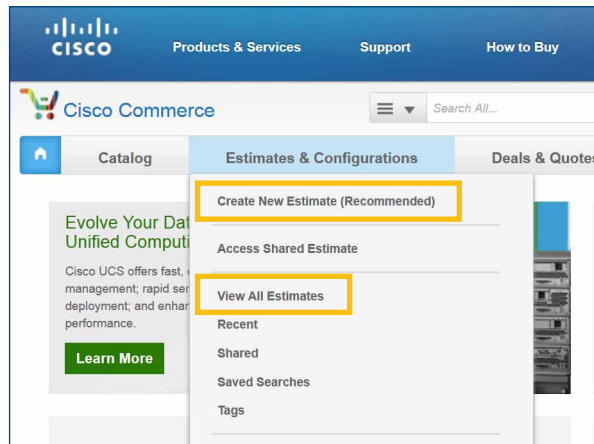 CISCO
Products & Services
Support
How to Buy
Cisco Commerce
Search All...
Catalog
Estimates & Configurations
Deals & Quotes
Create New Estimate (Recommended)
Evolve Your Dat
Unified Computi
Access Shared Estimate
Cisco UCS offers fast,
management; rapid ser
deployment; and enhan
performance.
View All Estimates
Recent
Learn More
Shared
Saved Searches
Tags